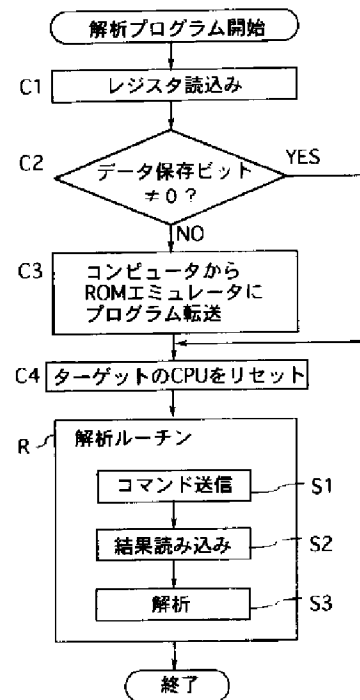 解析プログラム開始
C1
レジスタ読込み
C2
データ保存ビット
≠0?
YES
NO
C3
コンピュータから
ROMエミュレータに
プログラム転送
C4
ターゲットのCPUをリセット
R
解析ルーチン
コマンド送信
S1
結果読み込み
S2
解析
S3
終了